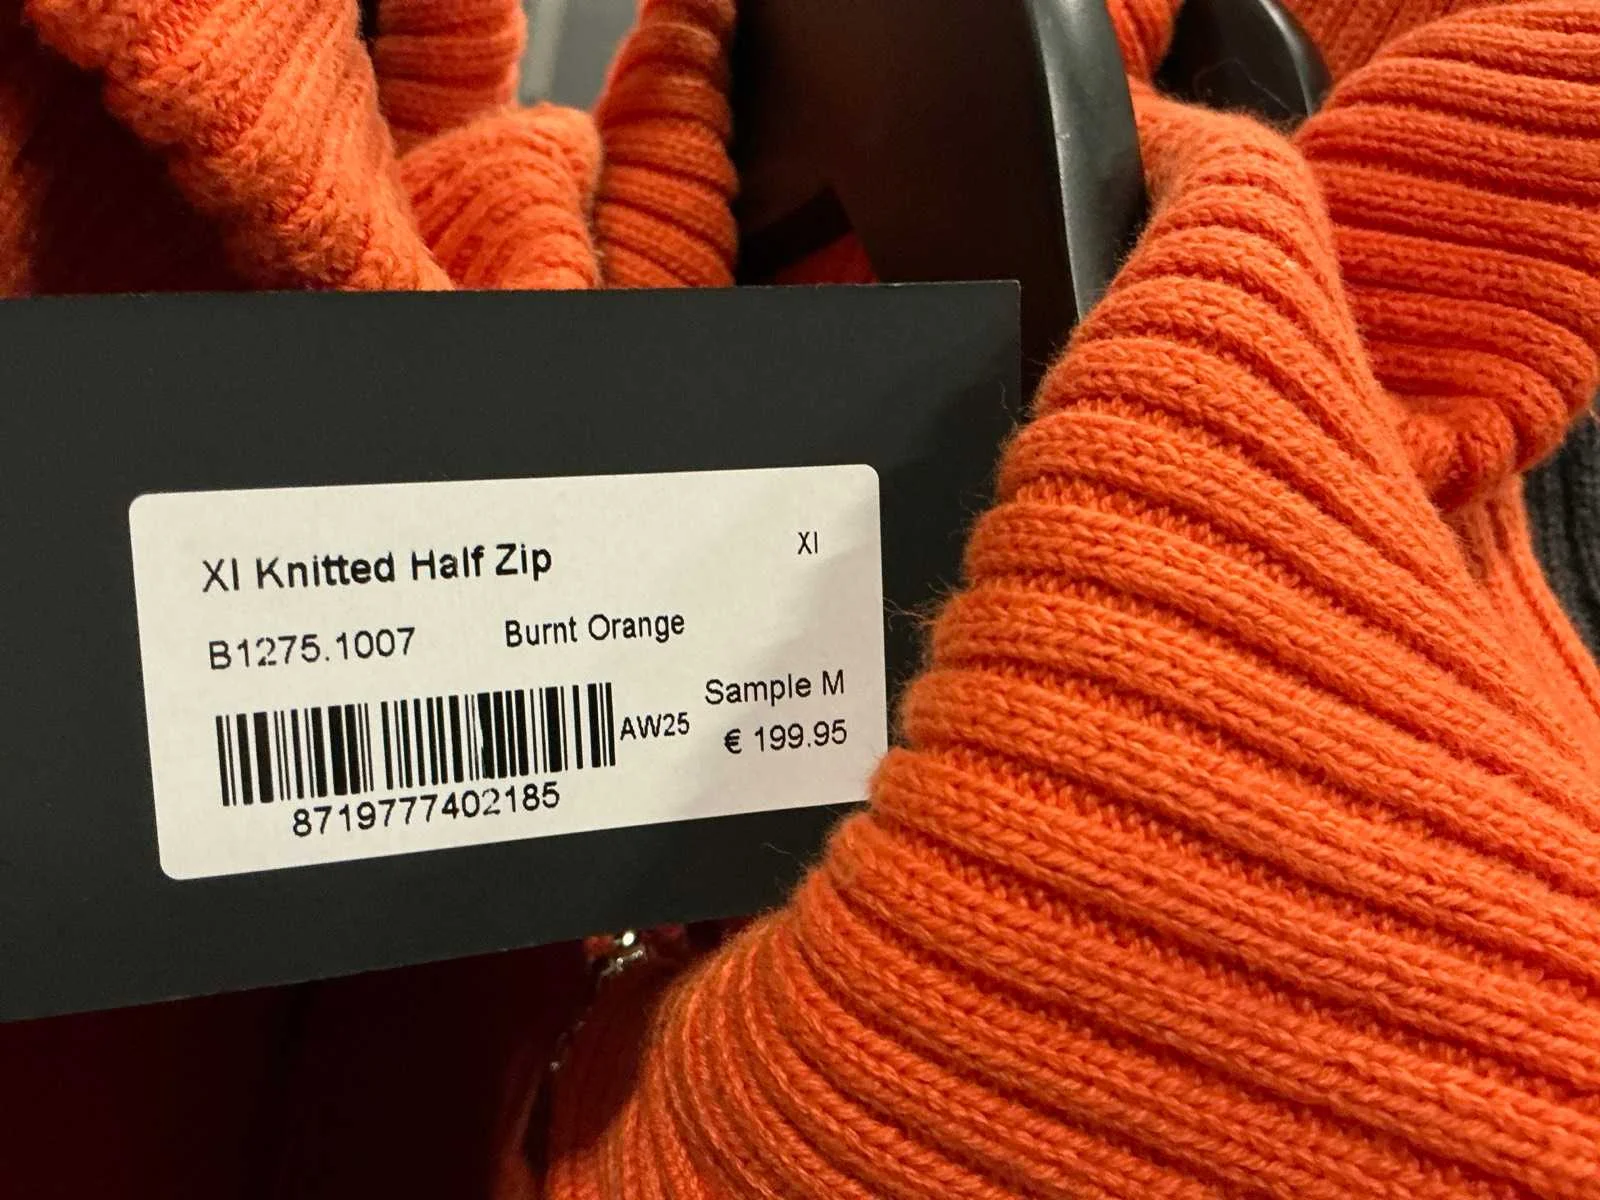 XI Knitted Half Zip
XI
B1275.1007
Burnt Orange
Sample M
AW25
€ 199.95
8719777402185